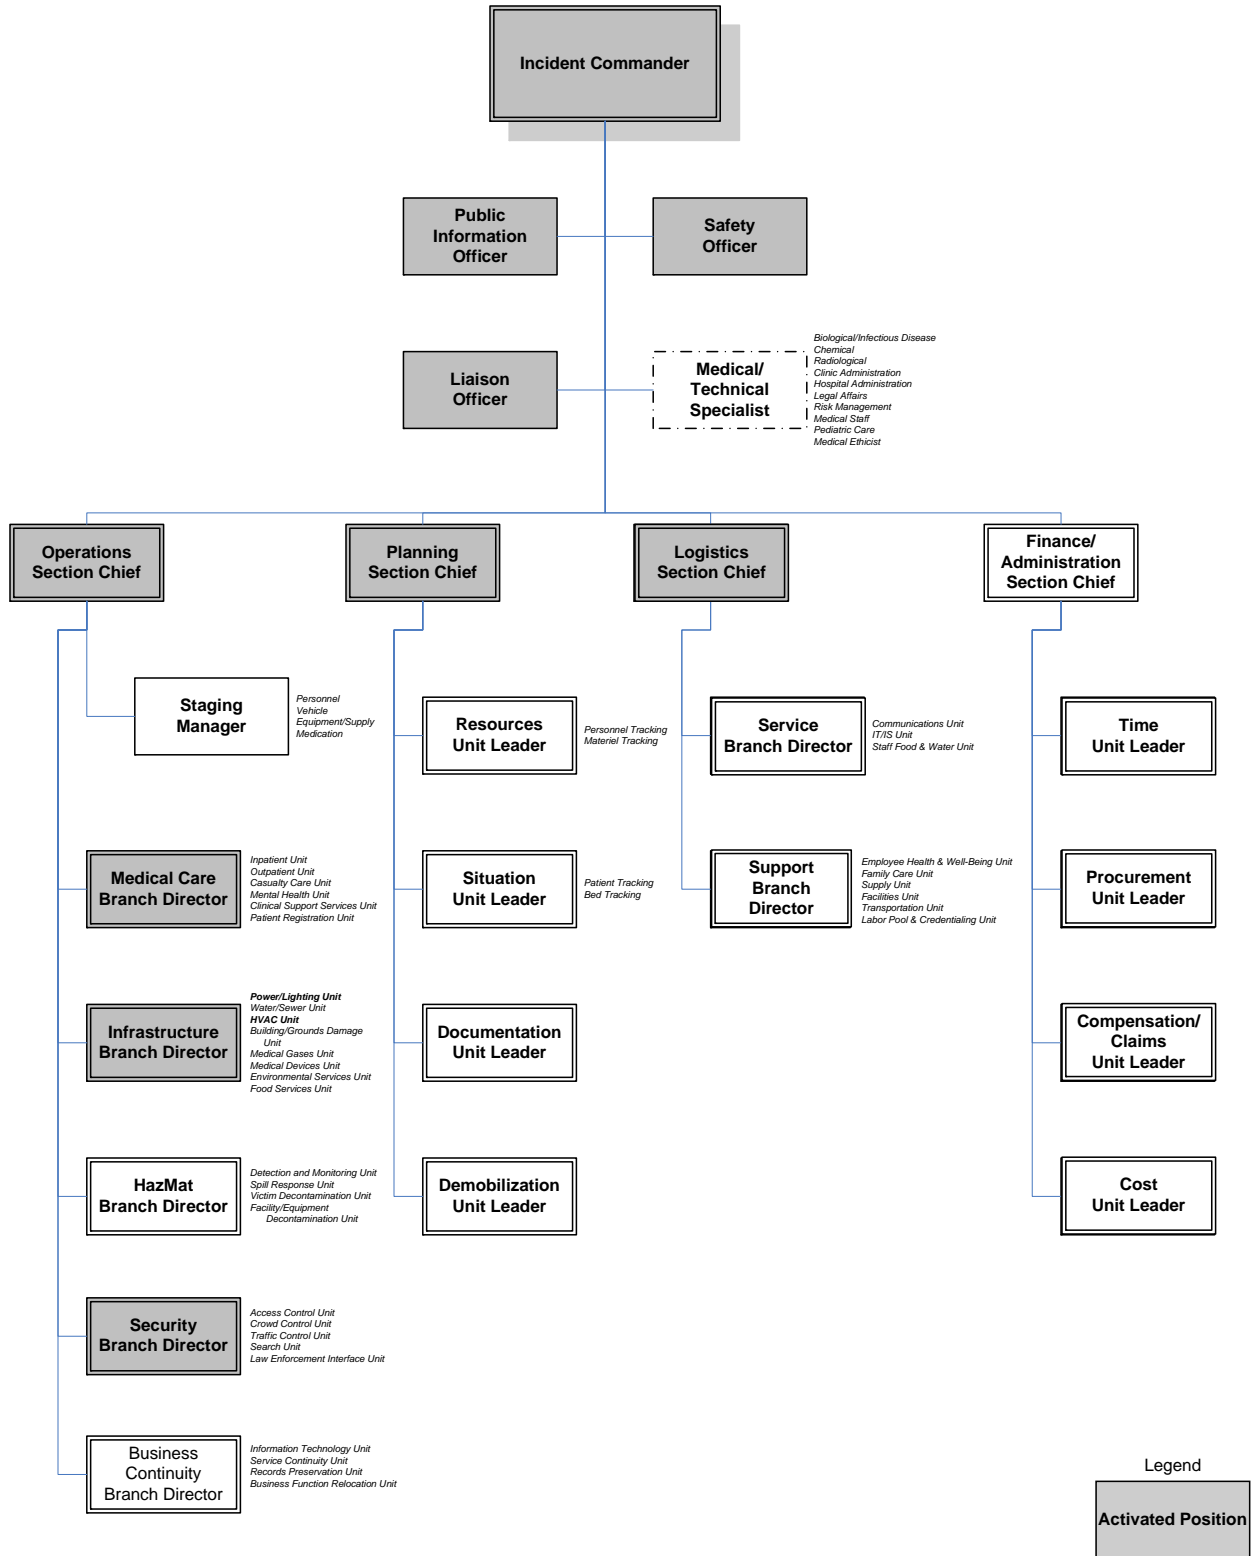 Incident Commander
Public
Information
Officer
Safety
Officer
Liaison
Officer
Medical/
Technical
Specialist
Biological/Infectious Disease
Chemical
Radiological
Clinic Administration
Hospital Administration
Legal Affairs
Risk Management
Medical Staff
Pediatric Care
Medical Ethicist
Operations
Section Chief
Planning
Section Chief
Logistics
Section Chief
Finance/
Administration
Section Chief
Staging
Manager
Personnel
Vehicle
Equipment/Supply
Medication
Resources
Unit Leader
Personnel Tracking
Materiel Tracking
Service
Branch Director
Communications Unit
IT/IS Unit
Staff Food & Water Unit
Time
Unit Leader
Medical Care
Branch Director
Inpatient Unit
Outpatient Unit
Casualty Care Unit
Mental Health Unit
Clinical Support Services Unit
Patient Registration Unit
Situation
Unit Leader
Patient Tracking
Bed Tracking
Support
Branch
Director
Employee Health & Well-Being Unit
Family Care Unit
Supply Unit
Facilities Unit
Transportation Unit
Labor Pool & Credentialing Unit
Procurement
Unit Leader
Infrastructure
Branch Director
Power/Lighting Unit
Water/Sewer Unit
HVAC Unit
Building/Grounds Damage
Unit
Medical Gases Unit
Medical Devices Unit
Environmental Services Unit
Food Services Unit
Documentation
Unit Leader
Compensation/
Claims
Unit Leader
HazMat
Branch Director
Detection and Monitoring Unit
Spill Response Unit
Victim Decontamination Unit
Facility/Equipment
Decontamination Unit
Demobilization
Unit Leader
Cost
Unit Leader
Security
Branch Director
Access Control Unit
Crowd Control Unit
Traffic Control Unit
Search Unit
Law Enforcement Interface Unit
Business
Continuity
Branch Director
Information Technology Unit
Service Continuity Unit
Records Preservation Unit
Business Function Relocation Unit
Legend
Activated Position